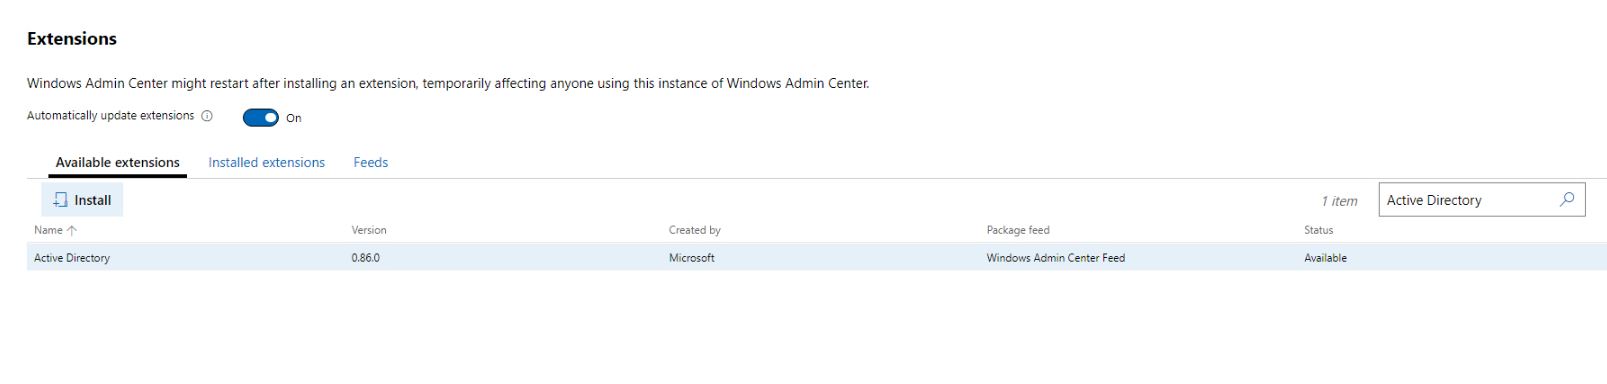 Extensions
Windows Admin Center might restart after installing an extension, temporarily affecting anyone using this instance of Windows Admin Center.
Automatically update extensions On
Available extensions Installed extensions Feeds
Install 1 item Active Directory
Name Version Created by Package feed Status
Active Directory 0.86.0 Microsoft Windows Admin Center Feed Available